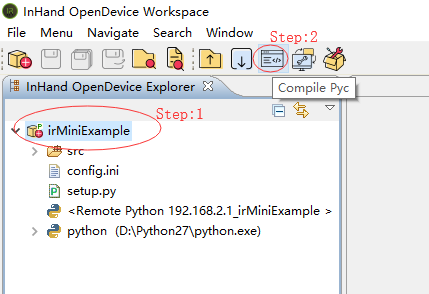 InHand OpenDevice Workspace
File Menu Navigate Search Window
Step:2
Compile Pyc
InHand OpenDevice Explorer
Step:1
irMiniExample
src
config.ini
setup.py
<Remote Python 192.168.2.1_irMiniExample >
python (D:\Python27\python.exe)